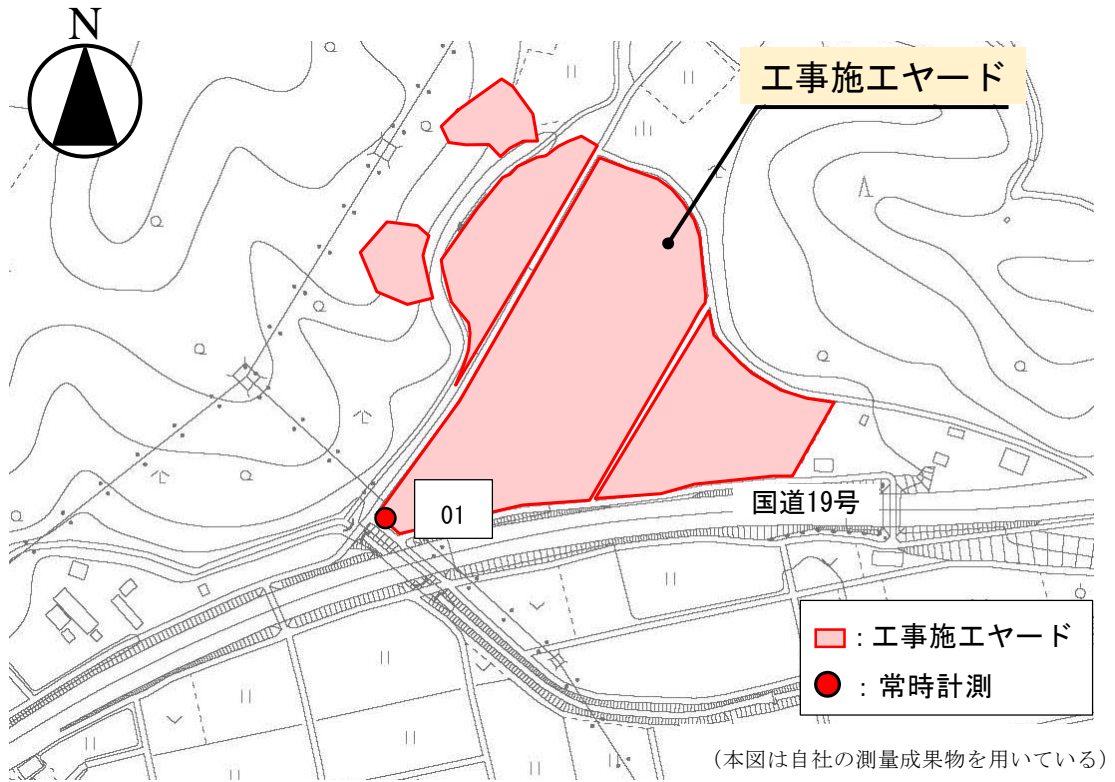 N
工事施工ヤード
01
国道19号
：工事施工ヤード
：常時計測
(本図は自社の測量成果物を用いている)